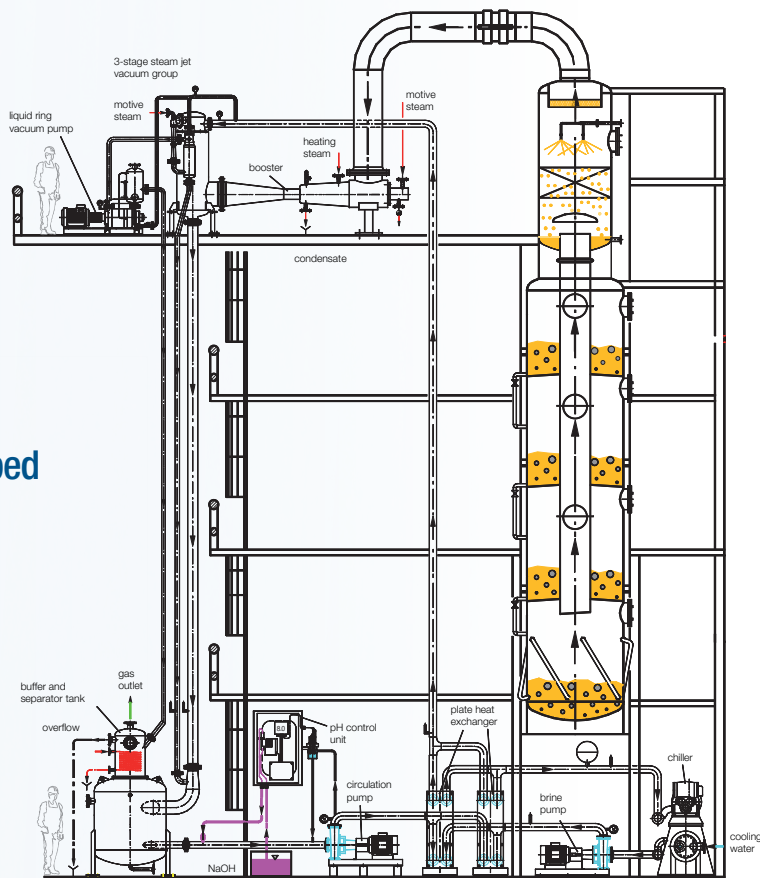 3-stage steam jet
vacuum group
motive
steam
liquid ring
vacuum pump
motive
steam
heating
steam
booster
condensate
ped
buffer and
separator tank
gas
outlet
overflow
pH control
unit
8.0
plate heat
exchanger
chiller
circulation
pump
brine
pump
cooling
water
NaOH